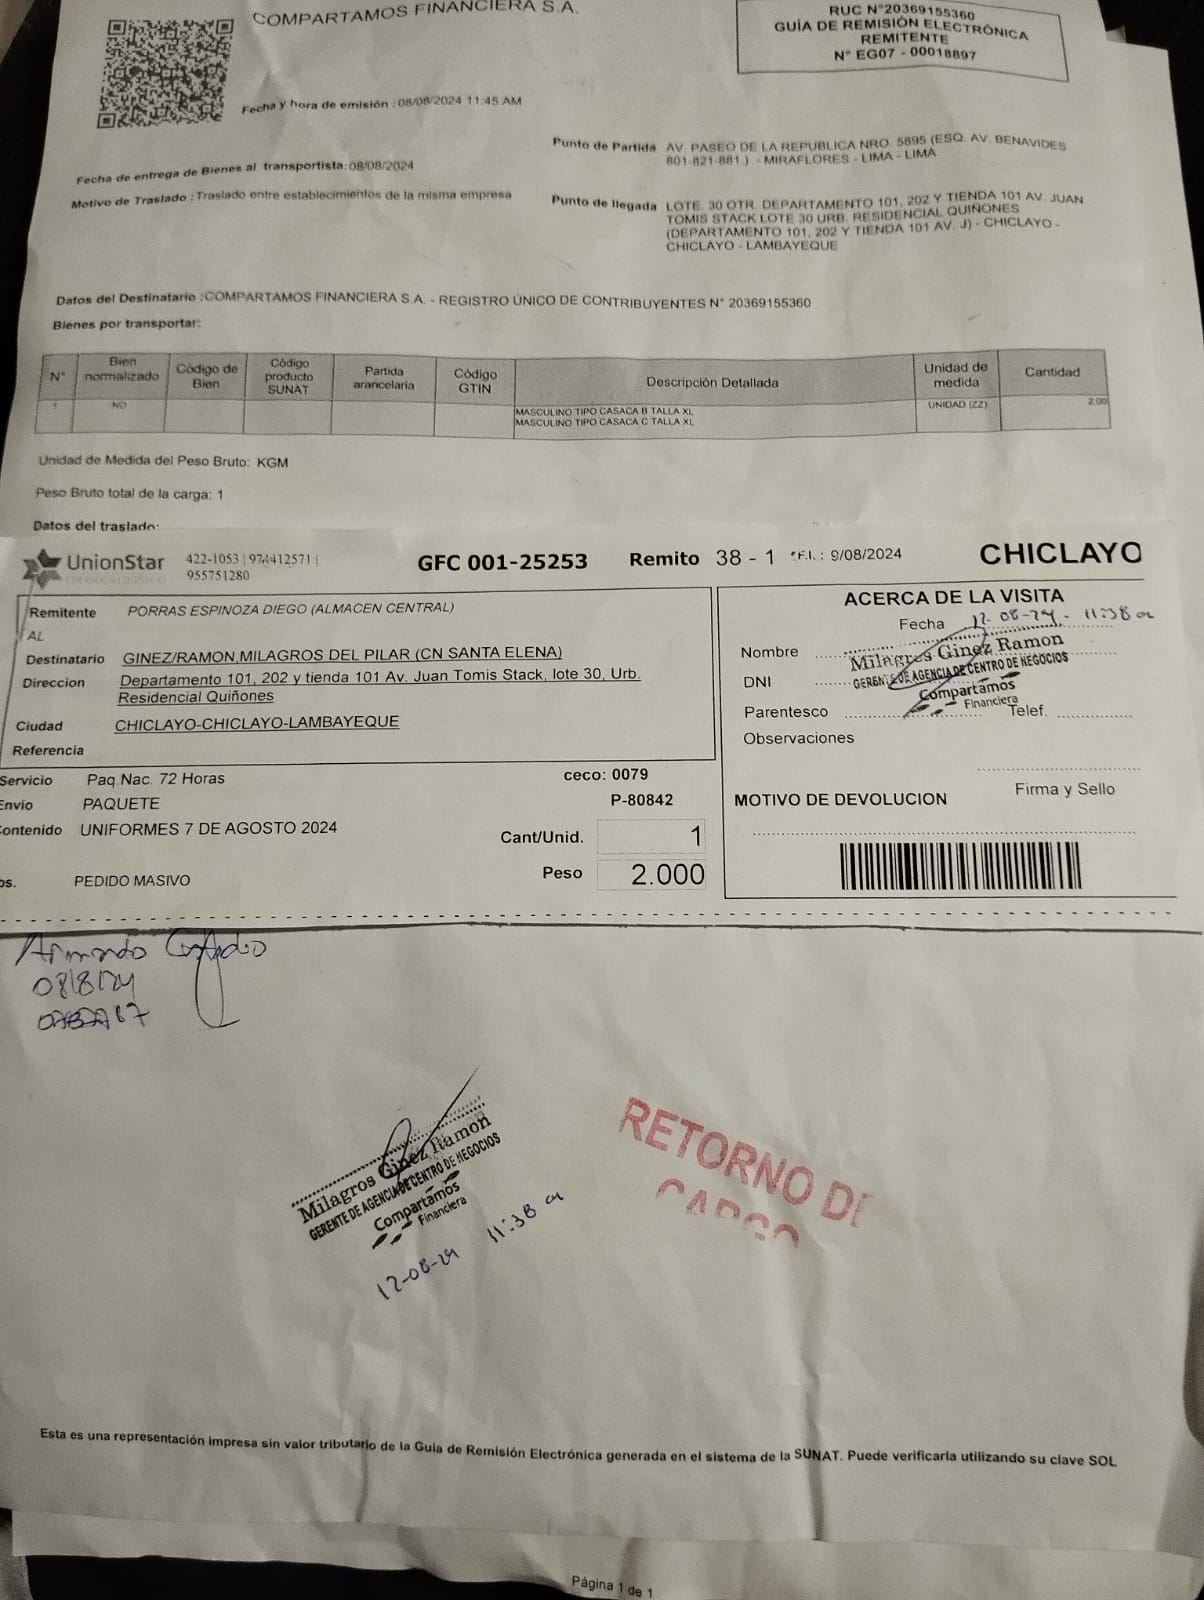 COMPARTAMOS FINANCIERA S.A.
RUC N°20369155360
GUÍA DE REMISIÓN ELECTRÓNICA
REMITENTE
N° EG07 - 00018897
Fecha y hora de emisión :08/08/2024 11:45 AM
Fecha de entrega de Bienes al transportista:08/08/2024
Motivo de Traslado :Traslado entre establecimientos de la misma empresa
Punto de Partida AV. PASEO DE LA REPUBLICA NRO. 5895 (ESQ. AV. BENAVIDES
801-821-881 ) - MIRAFLORES - LIMA - LIMA
Punto de llegada LOTE. 30 OTR. DEPARTAMENTO 101, 202 Y TIENDA 101 AV. JUAN
TOMIS STACK LOTE 30 URB. RESIDENCIAL QUIÑONES
(DEPARTAMENTO 101, 202 Y TIENDA 101 AV. J) - CHICLAYO -
CHICLAYO - LAMBAYEQUE
Datos del Destinatario :COMPARTAMOS FINANCIERA S.A. - REGISTRO ÚNICO DE CONTRIBUYENTES N° 20369155360
Bienes por transportar:
N° Bien normalizado Código de Bien Código producto SUNAT Partida arancelaria Código GTIN Descripción Detallada Unidad de medida Cantidad
1 NO MASCULINO TIPO CASACA B TALLA XL UNIDAD (ZZ) 2.00
MASCULINO TIPO CASACA C TALLA XL
Unidad de Medida del Peso Bruto: KGM
Peso Bruto total de la carga: 1
Datos del traslado:
UnionStar 422-1053 | 974412571 |
955751280
GFC 001-25253 Remito 38 - 1 F.I.: 9/08/2024 CHICLAYO
Remitente PORRAS ESPINOZA DIEGO (ALMACEN CENTRAL)
AL
Destinatario GINEZ/RAMON,MILAGROS DEL PILAR (CN SANTA ELENA)
Direccion Departamento 101, 202 y tienda 101 Av. Juan Tomis Stack, lote 30, Urb.
Residencial Quiñones
Ciudad CHICLAYO-CHICLAYO-LAMBAYEQUE
Referencia
Servicio Paq.Nac. 72 Horas ceco: 0079
Envio PAQUETE P-80842
Contenido UNIFORMES 7 DE AGOSTO 2024
Cant/Unid. 1
Peso 2.000
bs. PEDIDO MASIVO
ACERCA DE LA VISITA
Fecha 12-08-24 - 11:38 am
Nombre
Milagros Ginez Ramon
GERENTE DE AGENCIA DE CENTRO DE NEGOCIOS
Compartamos
Financiera
DNI
Parentesco Telef.
Observaciones
Firma y Sello
MOTIVO DE DEVOLUCION
Armando
08/8/24
Milagros Ginez Ramon
GERENTE DE AGENCIA DE CENTRO DE NEGOCIOS
Compartamos
Financiera
12-08-24 11:38 am
RETORNO DE
CARGO
Esta es una representación impresa sin valor tributario de la Guía de Remisión Electrónica generada en el sistema de la SUNAT. Puede verificarla utilizando su clave SOL
Página 1 de 1